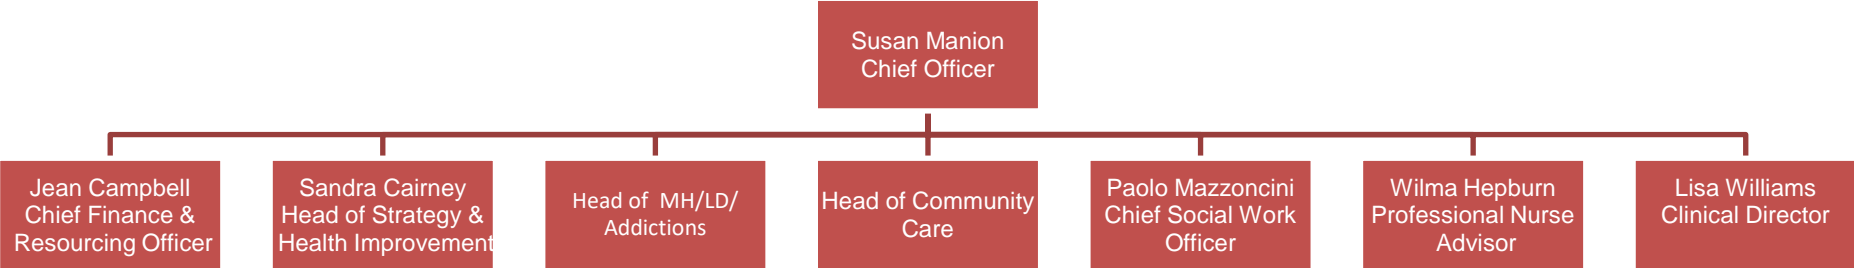 Susan Manion
Chief Officer
Jean Campbell
Chief Finance &
Resourcing Officer
Sandra Cairney
Head of Strategy &
Health Improvement
Head of  MH/LD/
Addictions
Head of Community
Care
Paolo Mazzoncini
Chief Social Work
Officer
Wilma Hepburn
Professional Nurse
Advisor
Lisa Williams
Clinical Director